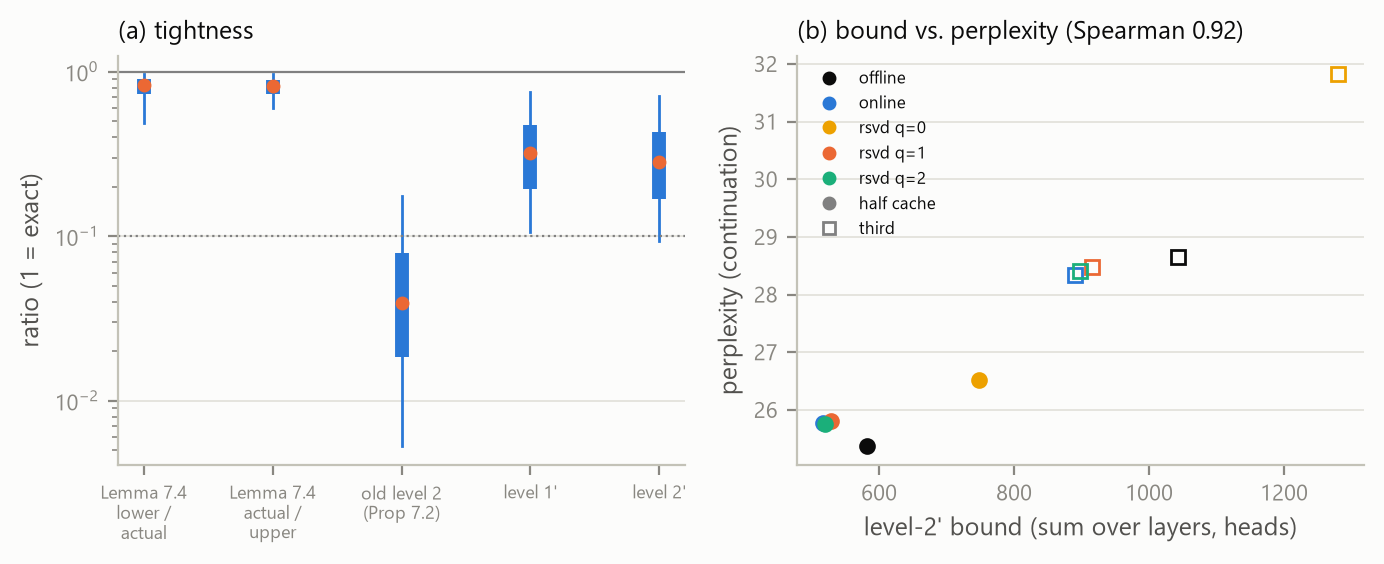 (a) tightness
ratio (1 = exact)
10⁰
10⁻¹
10⁻²
Lemma 7.4
lower /
actual
Lemma 7.4
actual /
upper
old level 2
(Prop 7.2)
level 1'
level 2'
(b) bound vs. perplexity (Spearman 0.92)
perplexity (continuation)
32
31
30
29
28
27
26
offline
online
rsvd q=0
rsvd q=1
rsvd q=2
half cache
third
600
800
1000
1200
level-2' bound (sum over layers, heads)